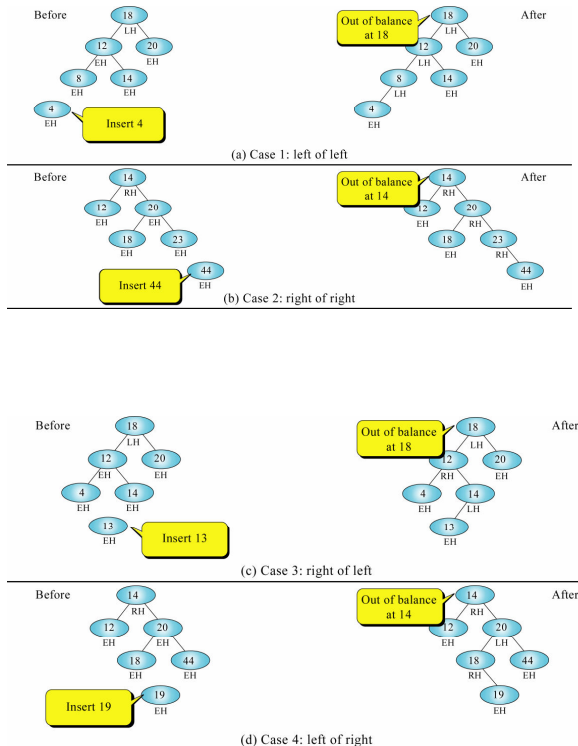 Before
After
18
LH
12
EH
20
EH
8
EH
14
EH
4
EH
Insert 4
Out of balance
at 18
18
LH
12
LH
20
EH
8
LH
14
EH
4
EH
(a) Case 1: left of left
Before
After
14
RH
12
EH
20
EH
18
EH
23
EH
44
EH
Insert 44
Out of balance
at 14
14
RH
12
EH
20
RH
18
EH
23
RH
44
EH
(b) Case 2: right of right
Before
After
18
LH
12
EH
20
EH
4
EH
14
EH
13
EH
Insert 13
Out of balance
at 18
18
LH
12
RH
20
EH
4
EH
14
LH
13
EH
(c) Case 3: right of left
Before
After
14
RH
12
EH
20
EH
18
EH
44
EH
19
EH
Insert 19
Out of balance
at 14
14
RH
12
EH
20
LH
18
RH
44
EH
19
EH
(d) Case 4: left of right